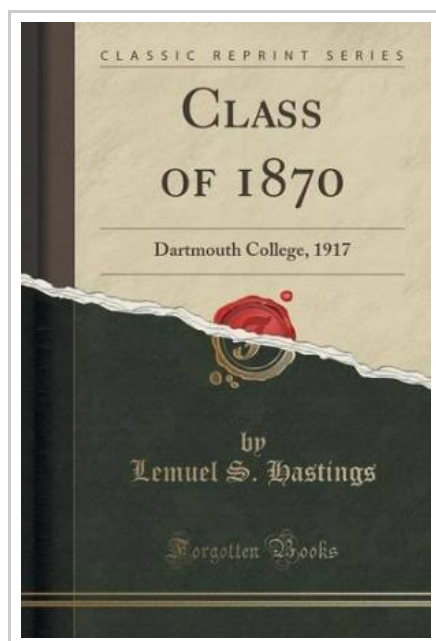 CLASSIC REPRINT SERIES
CLASS
OF 1870
Dartmouth College, 1917
by
Lemuel S. Hastings
Forgotten Books